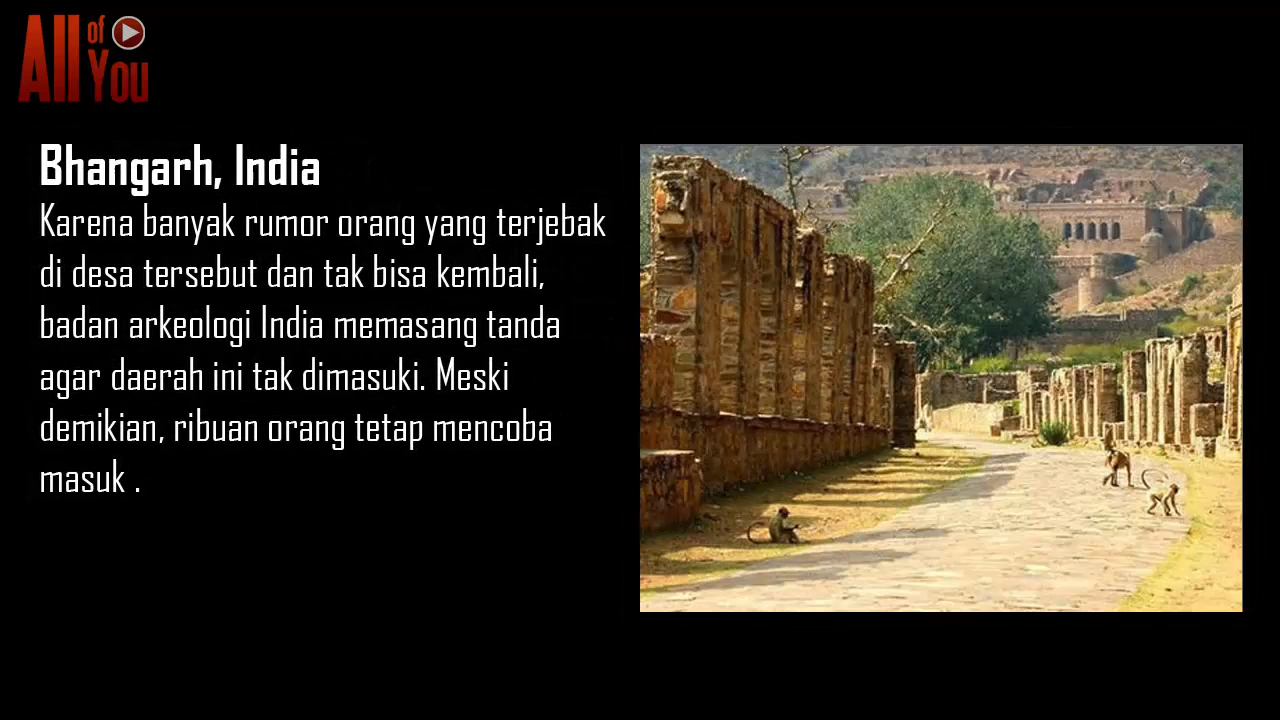 All of You
Bhangarh, India
Karena banyak rumor orang yang terjebak
di desa tersebut dan tak bisa kembali,
badan arkeologi India memasang tanda
agar daerah ini tak dimasuki. Meski
demikian, ribuan orang tetap mencoba
masuk .